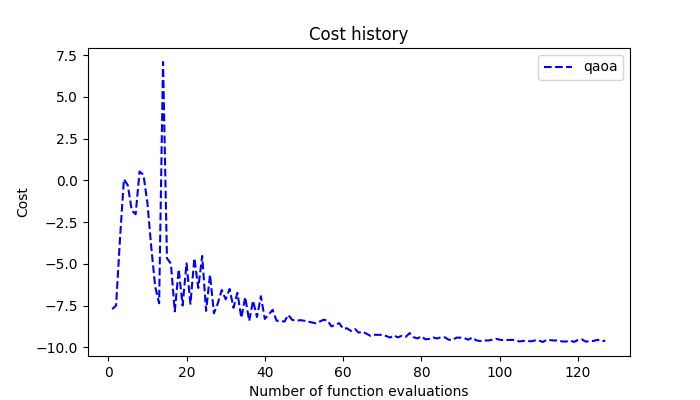 Cost history
7.5
5.0
2.5
0.0
−2.5
−5.0
−7.5
−10.0
Cost
qaoa
0 20 40 60 80 100 120
Number of function evaluations